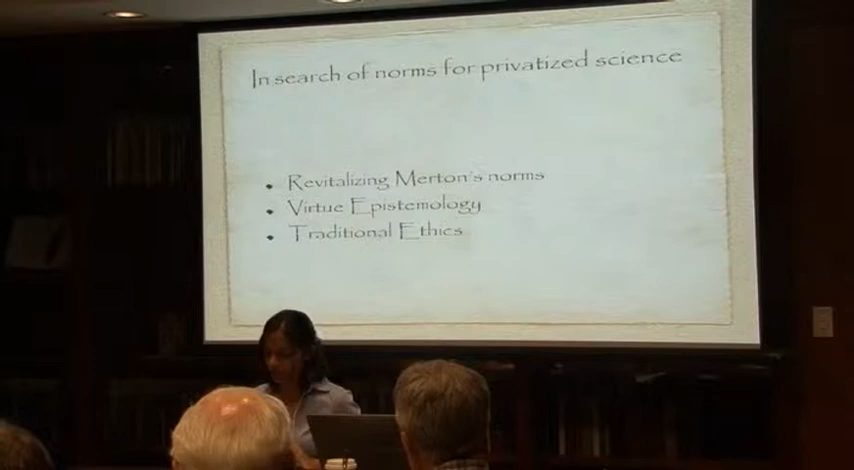 In search of norms for privatized science
• Revitalizing Merton's norms
• Virtue Epistemology
• Traditional Ethics